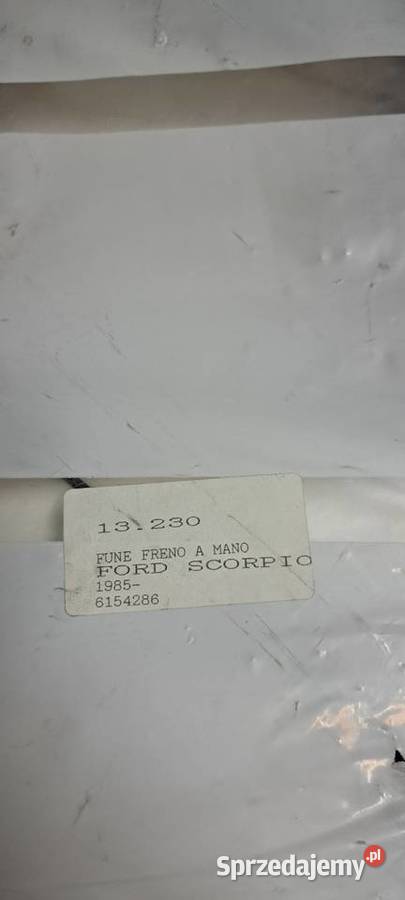 13.230
FUNE FRENO A MANO
FORD SCORPIO
1985-
6154286
Sprzedajemy.pl